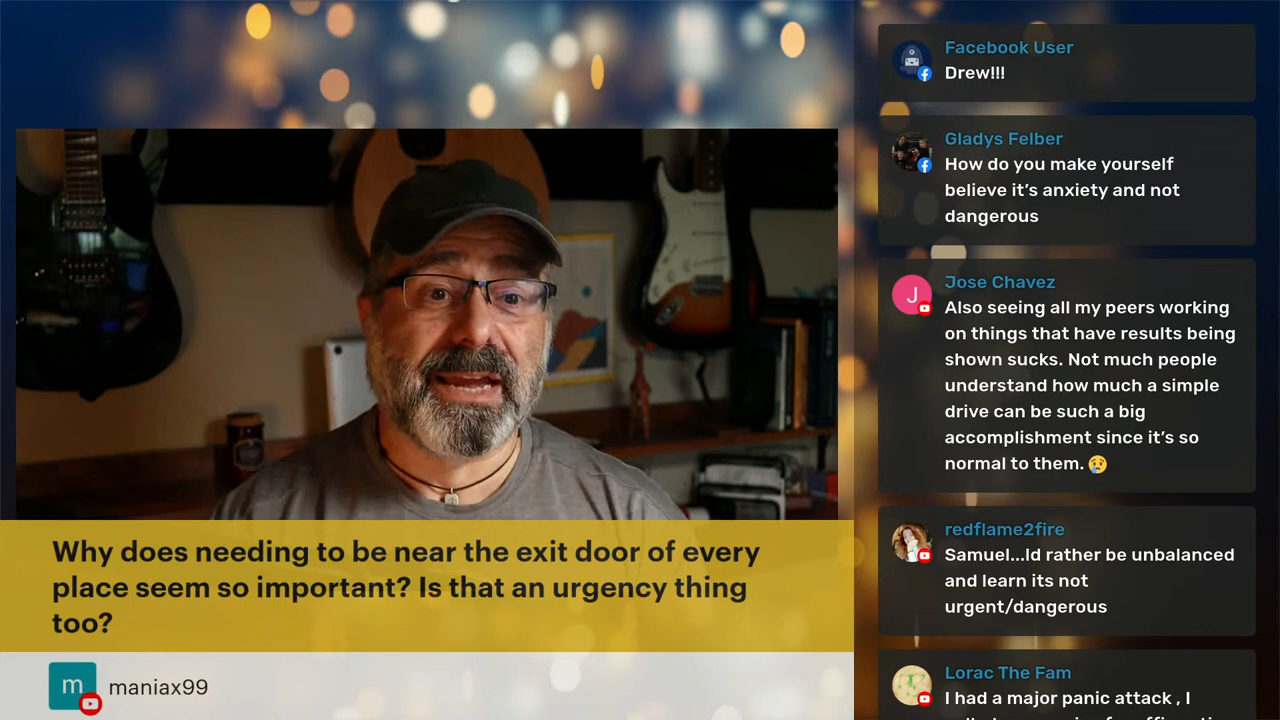 Why does needing to be near the exit door of every
place seem so important? Is that an urgency thing
too?
m
maniax99
Facebook User
Drew!!!
Gladys Felber
How do you make yourself
believe it's anxiety and not
dangerous
J
Jose Chavez
Also seeing all my peers working
on things that have results being
shown sucks. Not much people
understand how much a simple
drive can be such a big
accomplishment since it's so
normal to them. 😢
redflame2fire
Samuel...Id rather be unbalanced
and learn its not
urgent/dangerous
Lorac The Fam
I had a major panic attack , I